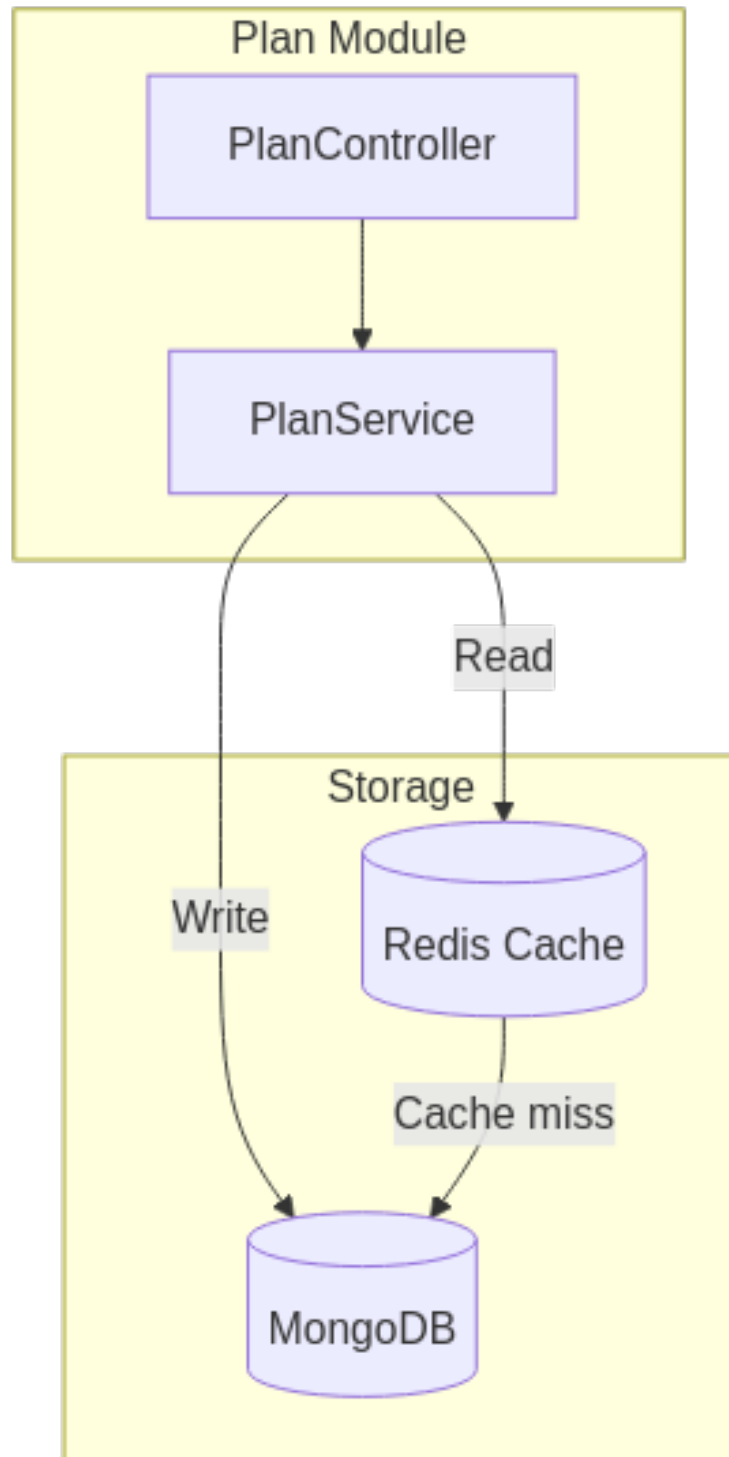 Plan Module
PlanController
PlanService
Read
Storage
Write
Redis Cache
Cache miss
MongoDB